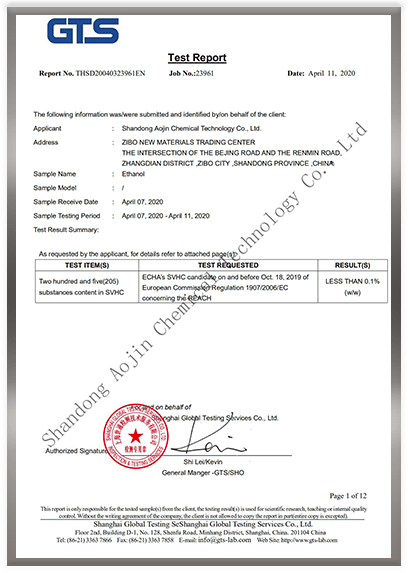 GTS
Test Report
Report No. THSD20040323961EN Job No.:23961 Date: April 11, 2020
The following information was/were submitted and identified by/on behalf of the client:
Applicant : Shandong Aojin Chemical Technology Co., Ltd.
Address : ZIBO NEW MATERIALS TRADING CENTER
THE INTERSECTION OF THE BEJING ROAD AND THE RENMIN ROAD,
ZHANGDIAN DISTRICT ,ZIBO CITY ,SHANDONG PROVINCE ,CHINA
Sample Name : Ethanol
Sample Model : /
Sample Receive Date : April 07, 2020
Sample Testing Period : April 07, 2020 - April 11, 2020
Test Result Summary:
As requested by the applicant, for details refer to attached page(s)
TEST ITEM(S) TEST REQUESTED RESULT(S)
Two hundred and five(205)
substances content in SVHC
ECHA's SVHC candidate on and before Oct. 18, 2019 of
European Commission Regulation 1907/2006/EC
concerning the REACH
LESS THAN 0.1%
(w/w)
Shandong Aojin Chemical Technology Co., Ltd
on behalf of
Shanghai Global Testing Services Co., Ltd.
Authorized Signature
Shi Lei/Kevin
General Manger -GTS/SHO
Page 1 of 12
This report is only responsible for the tested sample(s) from the client, the testing result(s) is used for scientific research, teaching or internal quality
control, Without the writing agreement of the company, the client is not allowed to copy the report in part(entire copy is except).
Shanghai Global Testing SeShanghai Global Testing Services Co., Ltd.
Floor 2nd, Building D-1, No. 128, Shenfu Road, Minhang District, Shanghai, China, 201104 China
Tel: (86-21) 3363 7866 Fax: (86-21) 3363 7858 E-mail:info@gts-lab.com Web Site: http://www.gts-lab.com